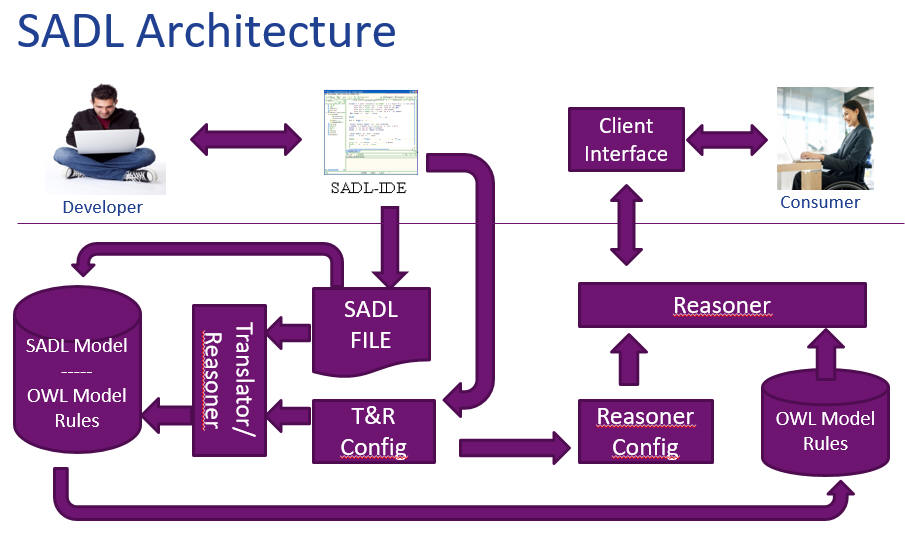 SADL Architecture
Developer
SADL-IDE
Client
Interface
Consumer
SADL
FILE
T&R
Config
Translator/
Reasoner
SADL Model
-----
OWL Model
Rules
Reasoner
Reasoner
Config
OWL Model
Rules